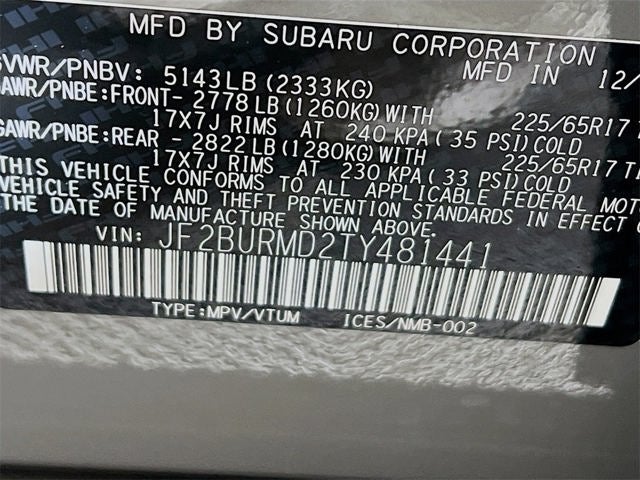 MFD BY SUBARU CORPORATION
GVWR/PNBV: 5143LB (2333KG) MFD IN 12/
GAWR/PNBE:FRONT- 2778 LB(1260KG)WITH 225/65R17
17X7J RIMS AT 240 KPA(35 PSI)COLD
GAWR/PNBE:REAR - 2822 LB(1280KG)WITH 225/65R17 TI
17X7J RIMS AT 230 KPA(33 PSI)COLD
THIS VEHICLE CONFORMS TO ALL APPLICABLE FEDERAL MOT
VEHICLE SAFETY AND THEFT PREVENTION STANDARDS IN EFFECT
THE DATE OF MANUFACTURE SHOWN ABOVE.
VIN: JF2BURMD2TY481441
TYPE:MPV/VTUM ICES/NMB-002